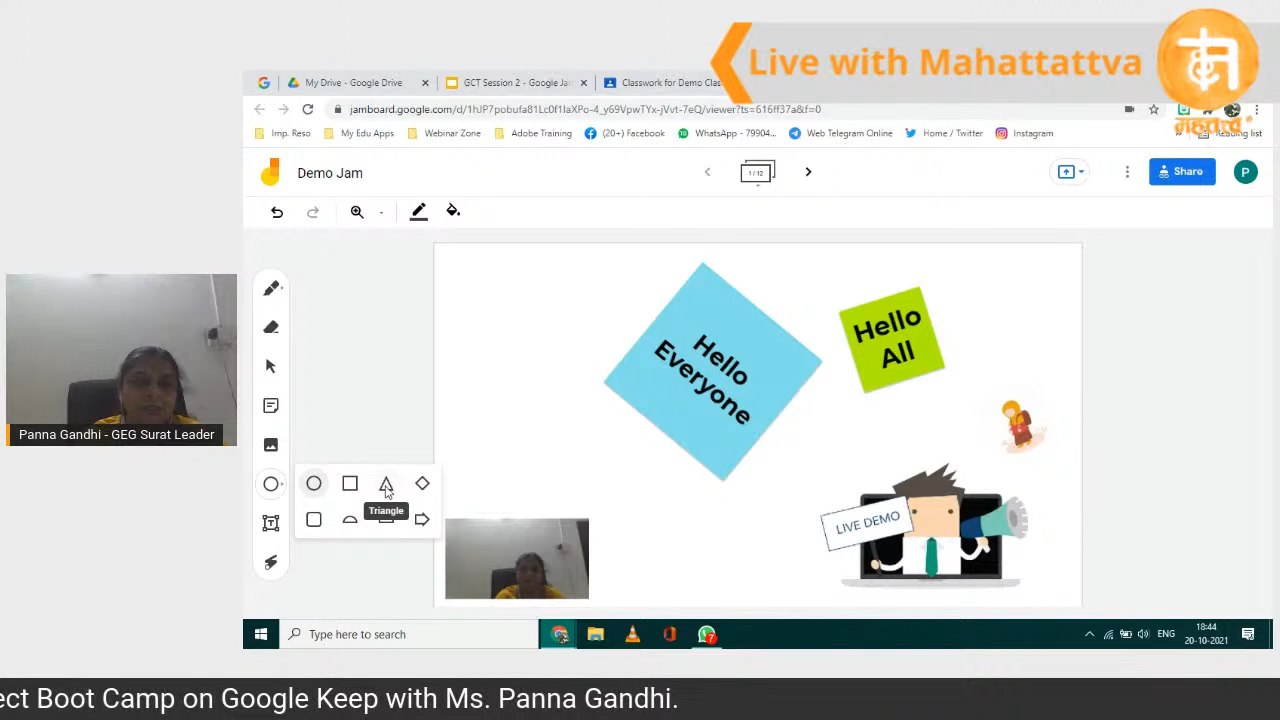 Live with Mahattattva
महतत्त्व
My Drive - Google Drive
GCT Session 2 - Google Jam
Classwork for Demo Clas
jamboard.google.com/d/1hJP7pobufa81Lc0f1IaXPo-4_y69VpwTYx-jVvt-7eQ/viewer?ts=616ff37a&f=0
Imp. Reso
My Edu Apps
Webinar Zone
Adobe Training
(20+) Facebook
WhatsApp - 79904...
Web Telegram Online
Home / Twitter
Instagram
»
Reading list
Demo Jam
1 / 12
Share
P
Hello
Everyone
Hello
All
LIVE DEMO
Triangle
Panna Gandhi - GEG Surat Leader
Type here to search
7
ENG
18:44
20-10-2021
ect Boot Camp on Google Keep with Ms. Panna Gandhi.